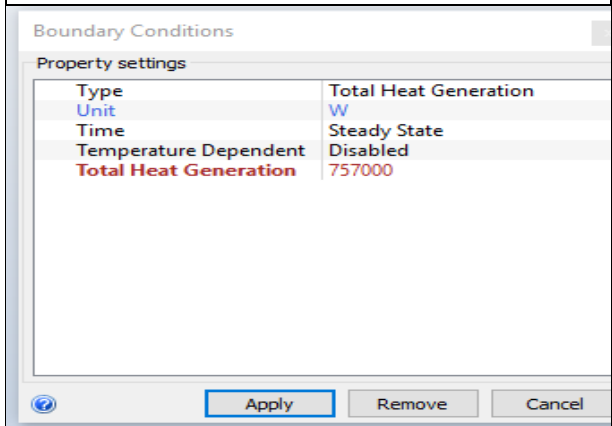 Boundary Conditions
Property settings
Type Total Heat Generation
Unit W
Time Steady State
Temperature Dependent Disabled
Total Heat Generation 757000
Apply Remove Cancel